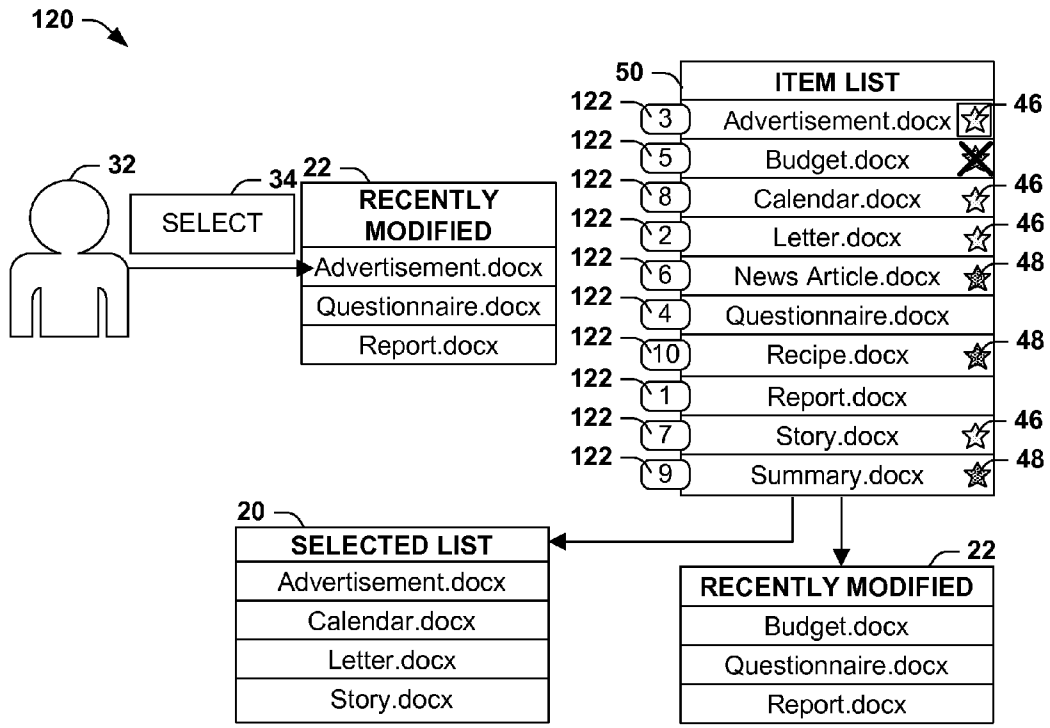 120
50
ITEM LIST
122
3
Advertisement.docx
46
122
5
Budget.docx
122
8
Calendar.docx
46
122
2
Letter.docx
46
122
6
News Article.docx
48
122
4
Questionnaire.docx
122
10
Recipe.docx
48
122
1
Report.docx
122
7
Story.docx
46
122
9
Summary.docx
48
32
34
SELECT
22
RECENTLY
MODIFIED
Advertisement.docx
Questionnaire.docx
Report.docx
20
SELECTED LIST
Advertisement.docx
Calendar.docx
Letter.docx
Story.docx
22
RECENTLY MODIFIED
Budget.docx
Questionnaire.docx
Report.docx